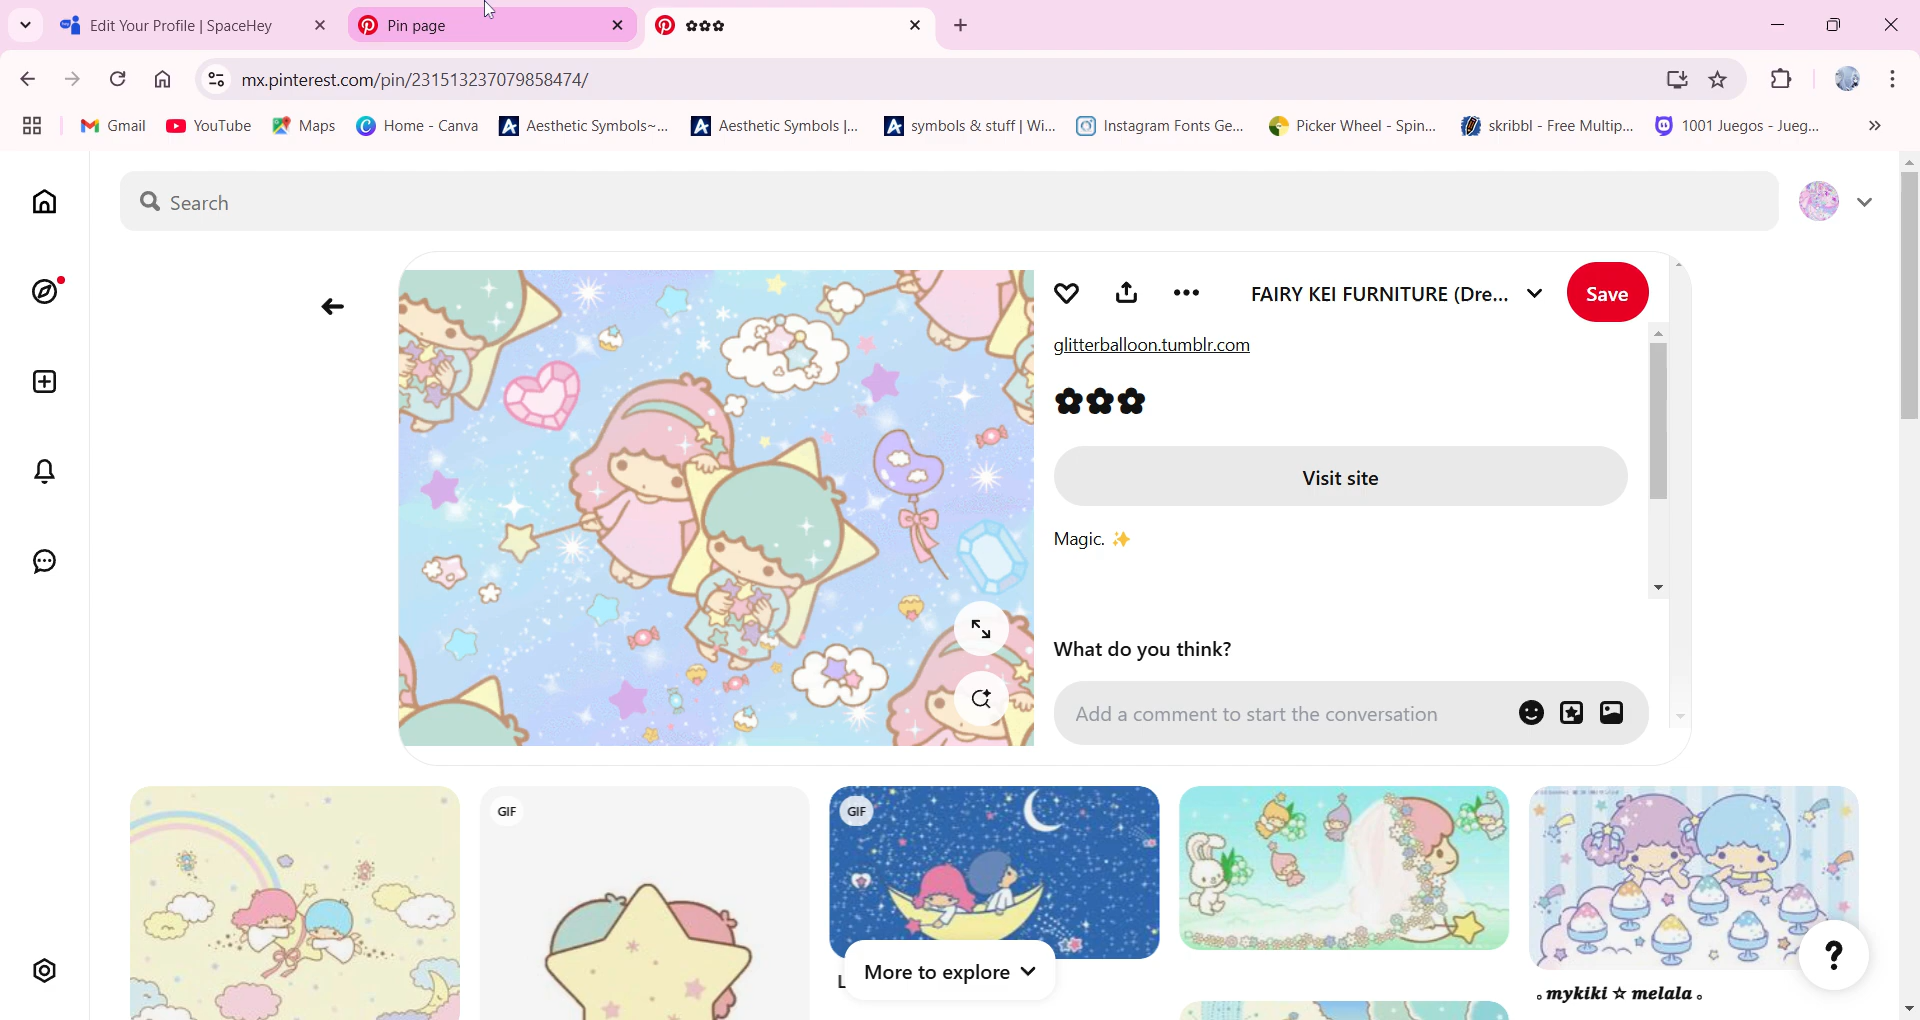 Edit Your Profile | SpaceHey
Pin page
✿✿✿
mx.pinterest.com/pin/231513237079858474/
Gmail
YouTube
Maps
Home - Canva
Aesthetic Symbols~...
Aesthetic Symbols |...
symbols & stuff | Wi...
Instagram Fonts Ge...
Picker Wheel - Spin...
skribbl - Free Multip...
1001 Juegos - Jueg...
Search
FAIRY KEI FURNITURE (Dre...
Save
glitterballoon.tumblr.com
✿✿✿
Visit site
Magic. ✨
What do you think?
Add a comment to start the conversation
GIF
GIF
More to explore
?
｡mykiki ☆ melala｡